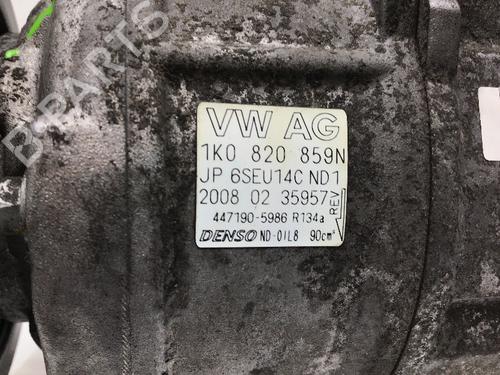 B-PARTS
VW AG
1K0 820 859N
JP 6SEU14C ND1
2008 02 35957
REV
447190-5986 R134a
DENSO ND-OIL8 90cm³